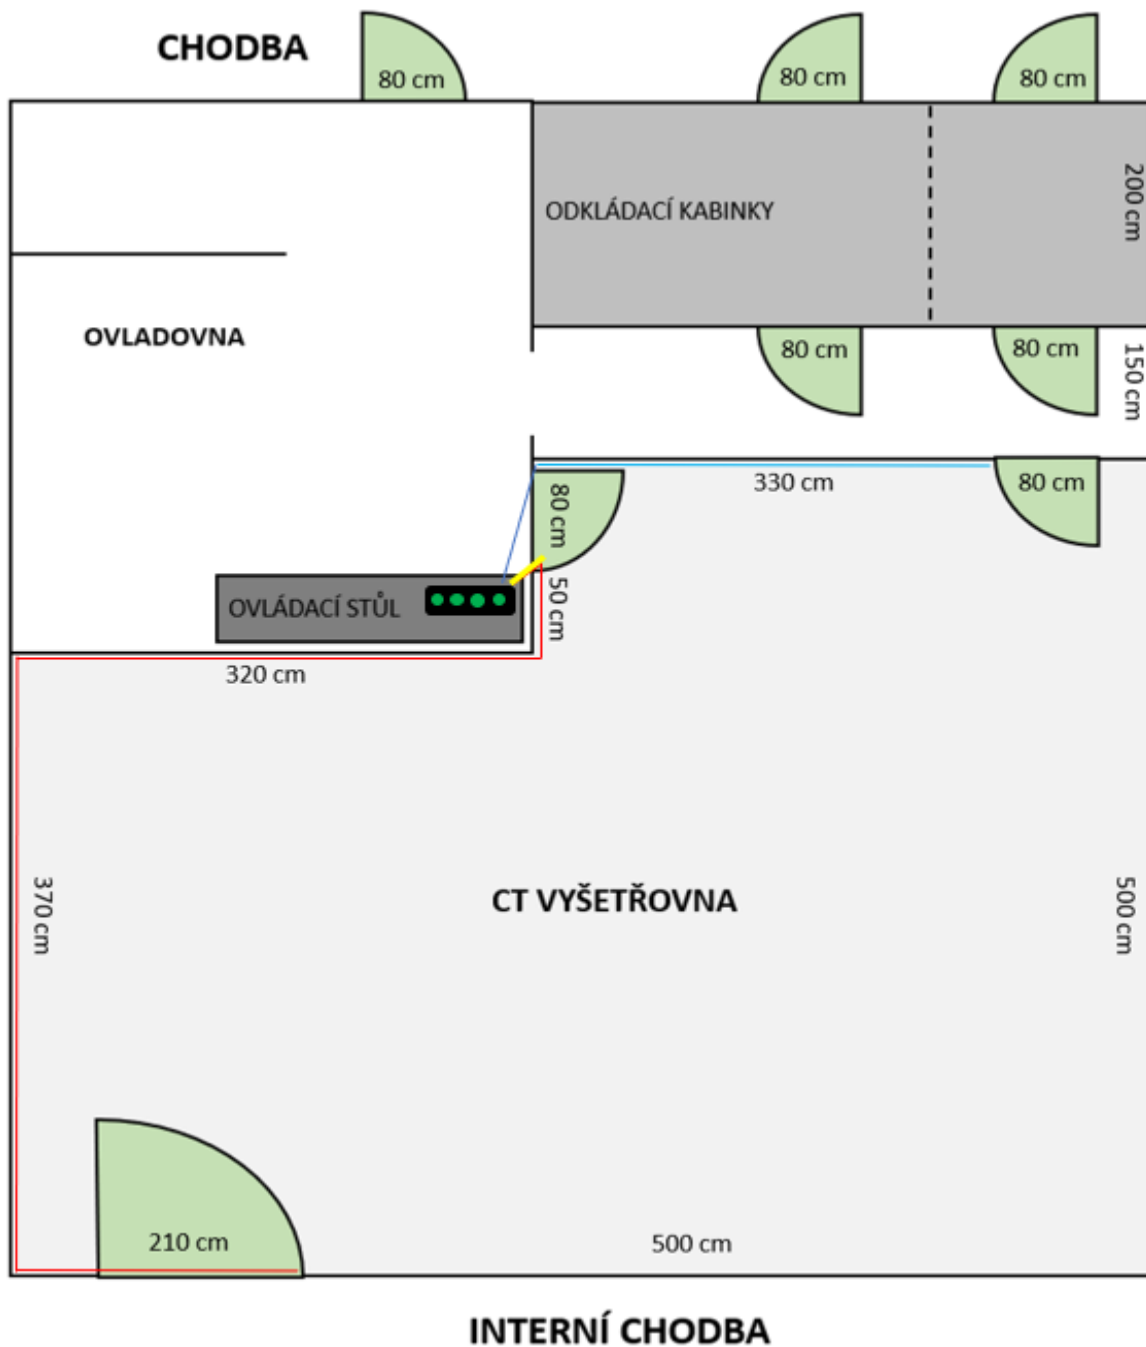 CHODBA
80 cm
80 cm
80 cm
ODKLÁDACÍ KABINKY
200 cm
OVLADOVNA
80 cm
80 cm
150 cm
330 cm
80 cm
80 cm
OVLÁDACÍ STŮL
50 cm
320 cm
CT VYŠETŘOVNA
370 cm
500 cm
210 cm
500 cm
INTERNÍ CHODBA